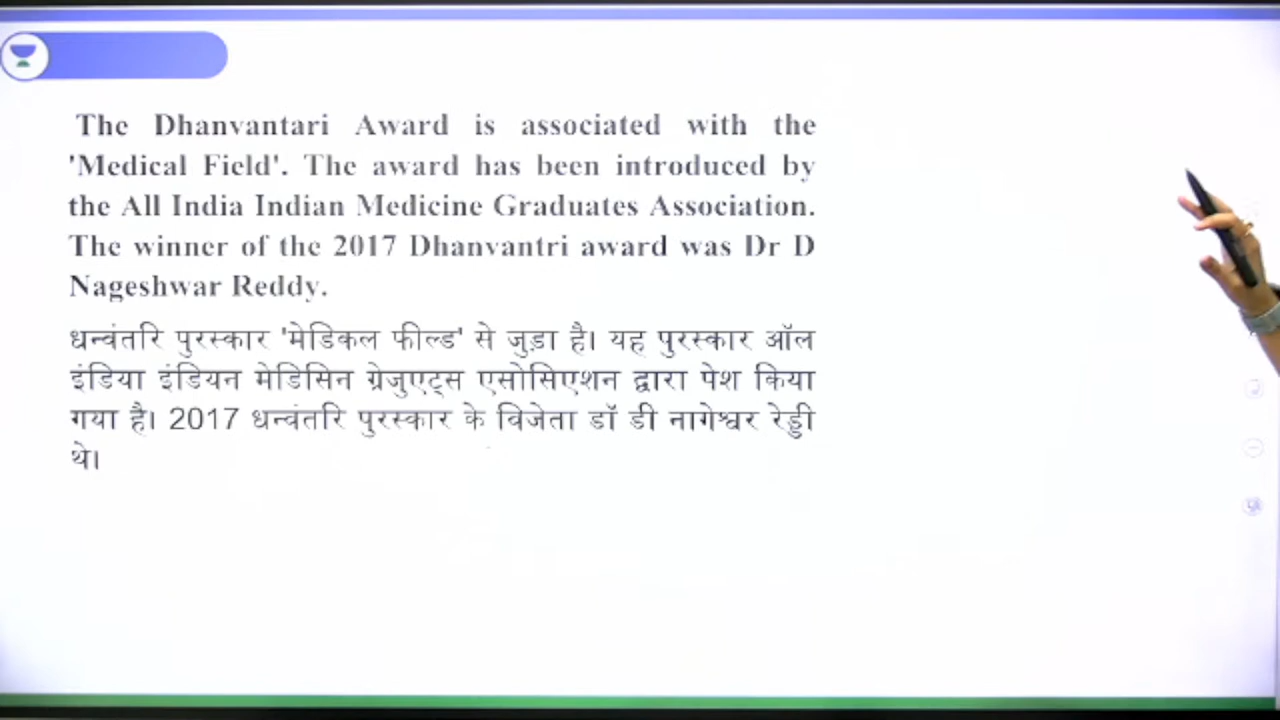 The Dhanvantari Award is associated with the
'Medical Field'. The award has been introduced by
the All India Indian Medicine Graduates Association.
The winner of the 2017 Dhanvantri award was Dr D
Nageshwar Reddy.
धन्वंतरि पुरस्कार 'मेडिकल फील्ड' से जुड़ा है। यह पुरस्कार ऑल
इंडिया इंडियन मेडिसिन ग्रेजुएट्स एसोसिएशन द्वारा पेश किया
गया है। 2017 धन्वंतरि पुरस्कार के विजेता डॉ डी नागेश्वर रेड्डी
थे।